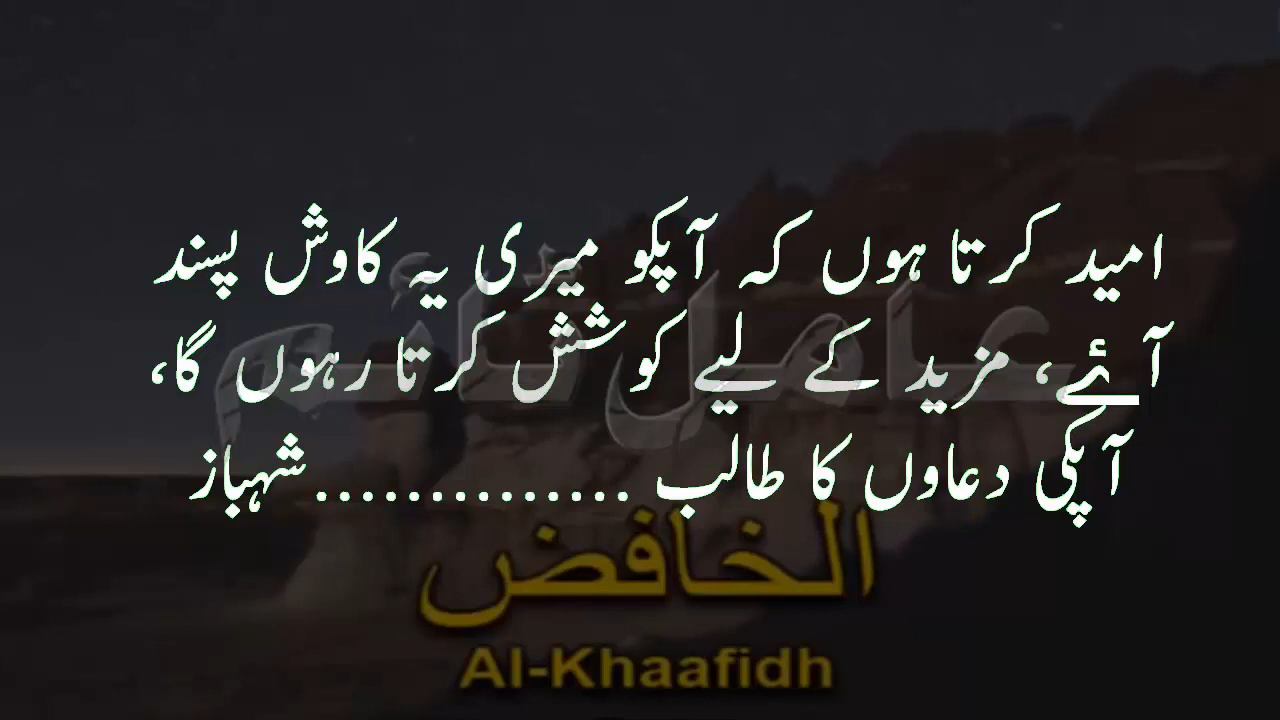 امید کرتا ہوں کہ آپکو میری یہ کاوش پسند
آئے، مزید کے لیے کوشش کرتا رہوں گا،
آپکی دعاوں کا طالب ..............شہباز
الخافض
Al-Khaafidh